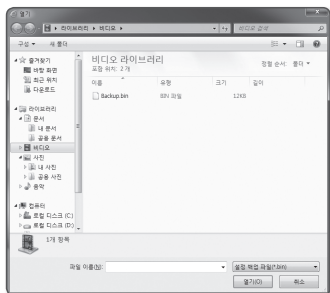 열기
라이브러리 ▸ 비디오 ▸
비디오 검색
구성 ▾ 새 폴더
즐겨찾기
바탕 화면
최근 위치
다운로드
라이브러리
문서
내 문서
공용 문서
비디오
사진
내 사진
공용 사진
음악
컴퓨터
로컬 디스크 (C:)
로컬 디스크 (D:)
비디오 라이브러리
포함 위치: 2개
정렬 순서: 폴더 ▾
이름 유형 크기 길이
Backup.bin BIN 파일 12KB
1개 항목
파일 이름(N):
설정 백업 파일(*.bin)
열기(O) 취소